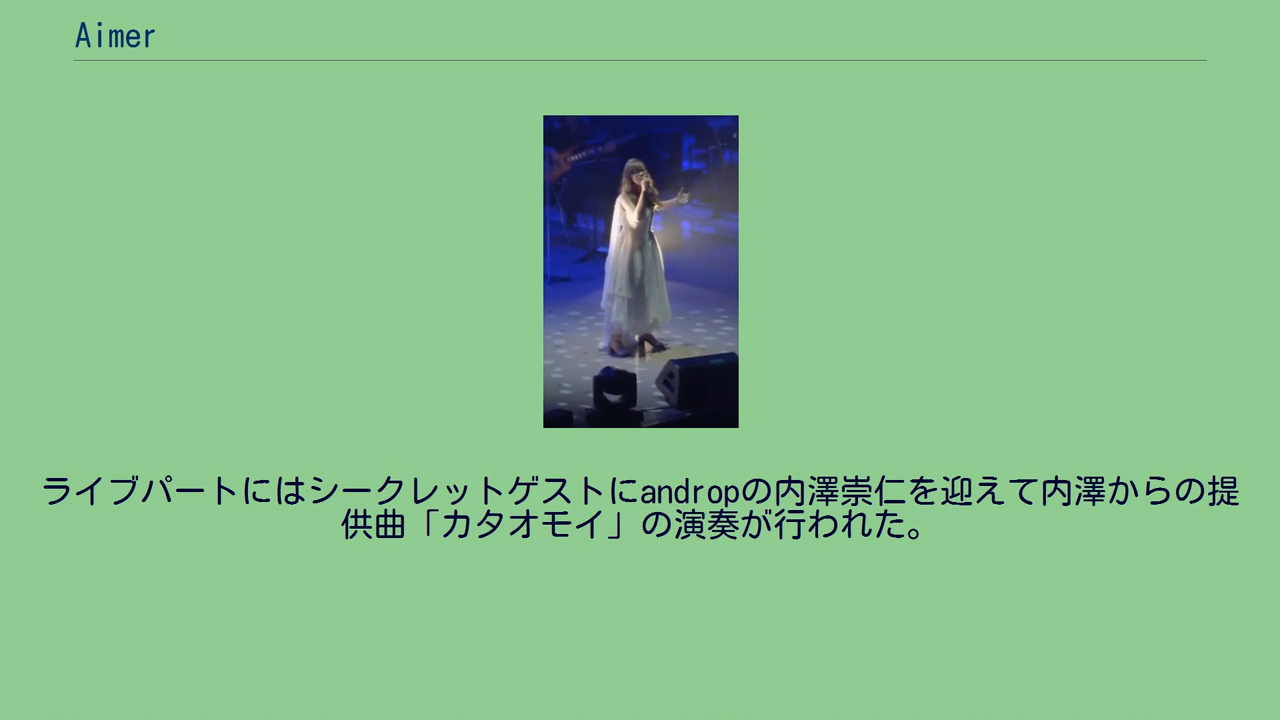 Aimer
ライブパートにはシークレットゲストにandropの内澤崇仁を迎えて内澤からの提
供曲「カタオモイ」の演奏が行われた。